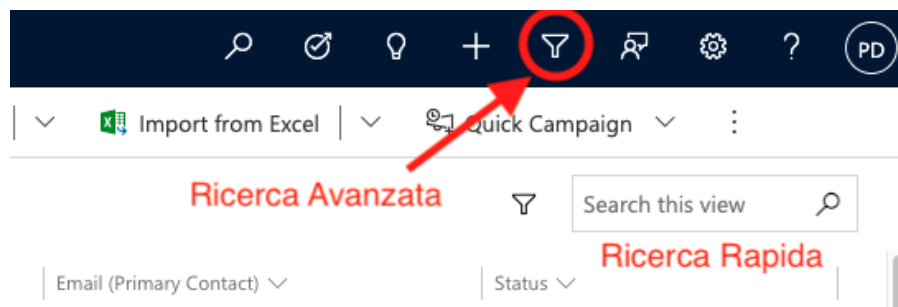 ? PD
Import from Excel Quick Campaign
Ricerca Avanzata
Search this view
Ricerca Rapida
Email (Primary Contact) Status